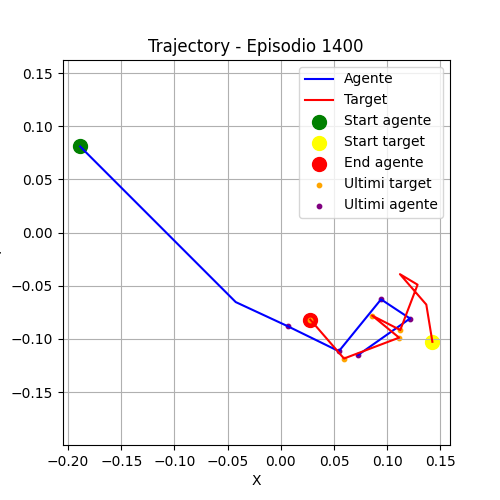 Trajectory - Episodio 1400
Agente
Target
Start agente
Start target
End agente
Ultimi target
Ultimi agente
0.15
0.10
0.05
0.00
−0.05
−0.10
−0.15
−0.20 −0.15 −0.10 −0.05 0.00 0.05 0.10 0.15
X